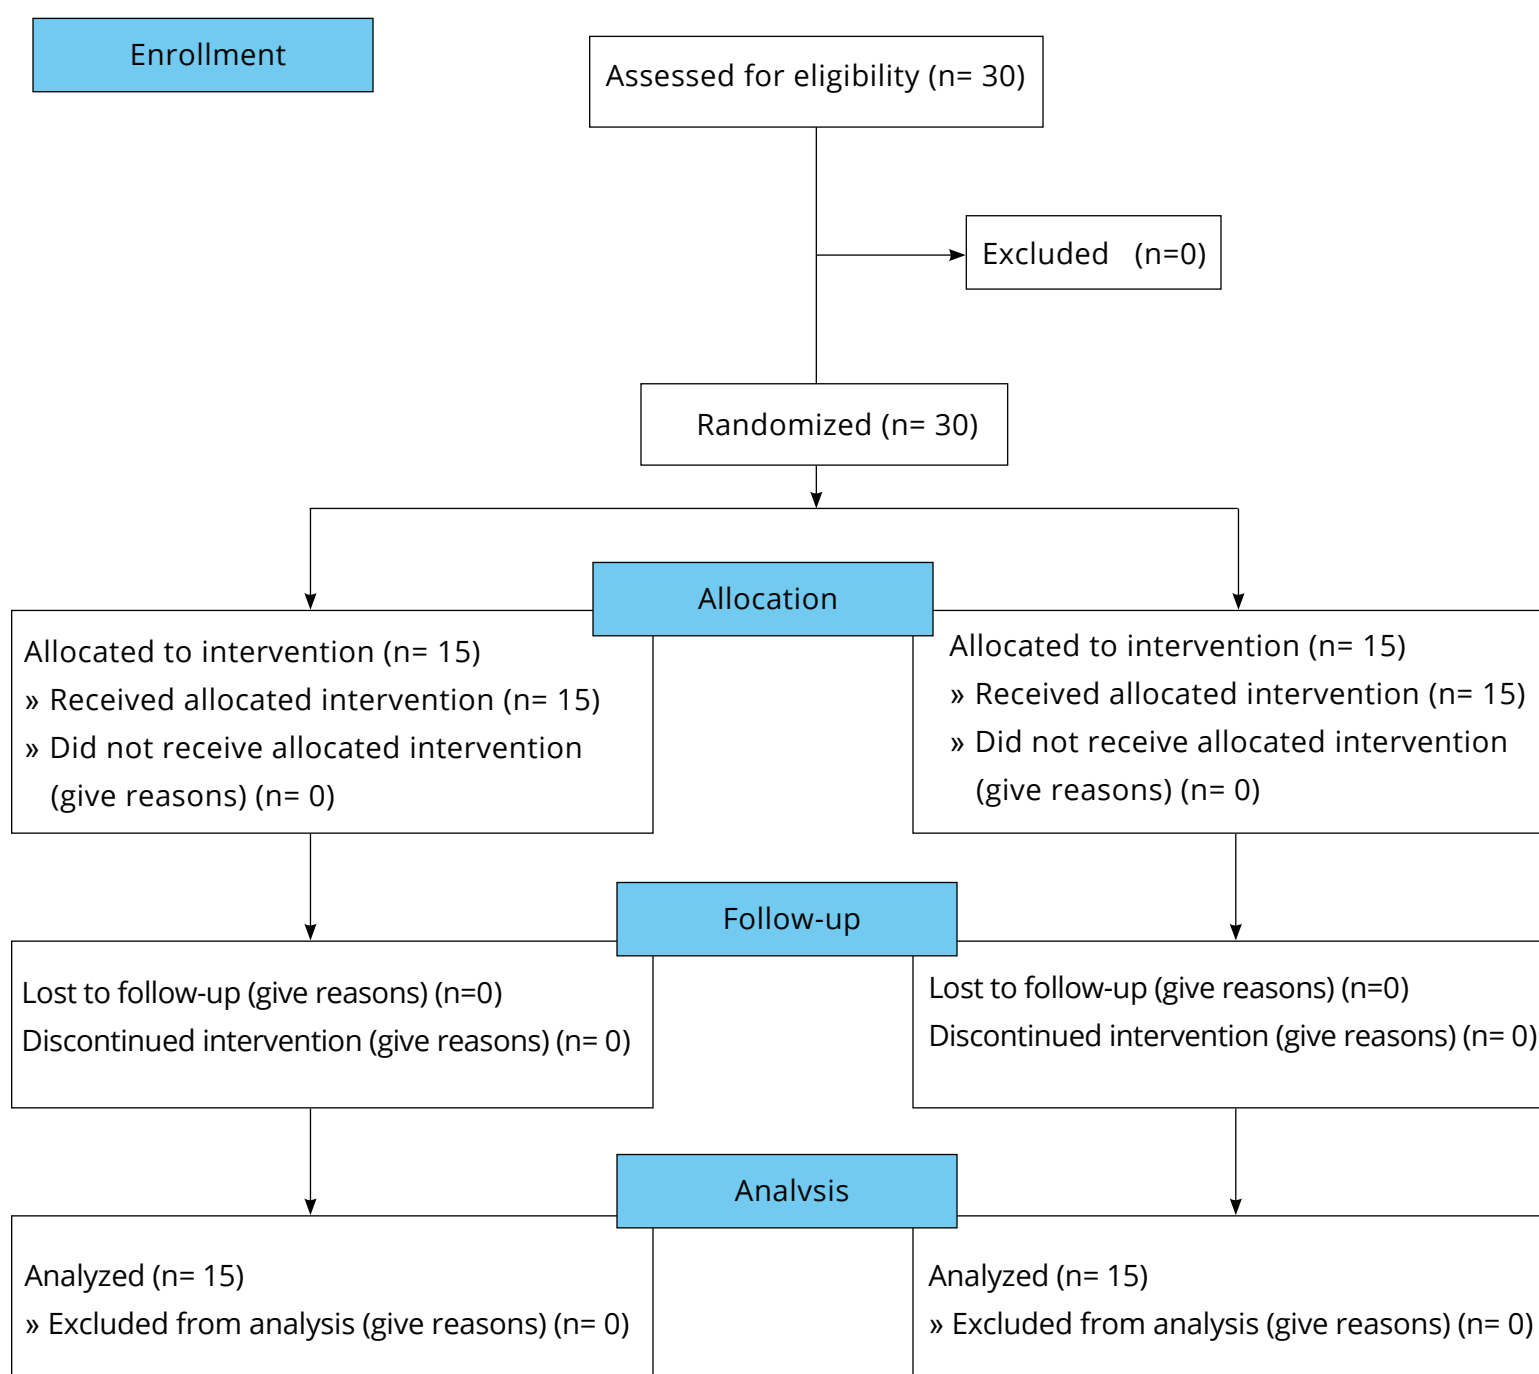 Enrollment
Assessed for eligibility (n= 30)
Excluded (n=0)
Randomized (n= 30)
Allocation
Allocated to intervention (n= 15)
» Received allocated intervention (n= 15)
» Did not receive allocated intervention
(give reasons) (n= 0)
Allocated to intervention (n= 15)
» Received allocated intervention (n= 15)
» Did not receive allocated intervention
(give reasons) (n= 0)
Follow-up
Lost to follow-up (give reasons) (n=0)
Discontinued intervention (give reasons) (n= 0)
Lost to follow-up (give reasons) (n=0)
Discontinued intervention (give reasons) (n= 0)
Analvsis
Analyzed (n= 15)
» Excluded from analysis (give reasons) (n= 0)
Analyzed (n= 15)
» Excluded from analysis (give reasons) (n= 0)